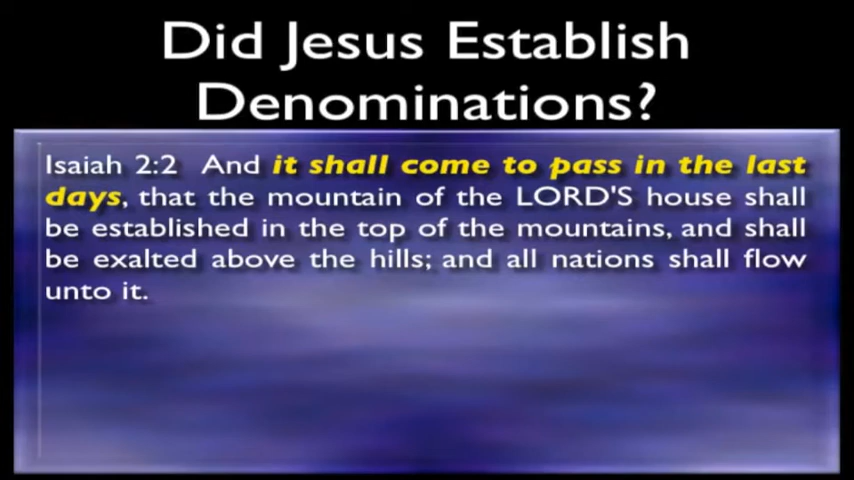 Did Jesus Establish
Denominations?
Isaiah 2:2 And it shall come to pass in the last
days, that the mountain of the LORD'S house shall
be established in the top of the mountains, and shall
be exalted above the hills; and all nations shall flow
unto it.